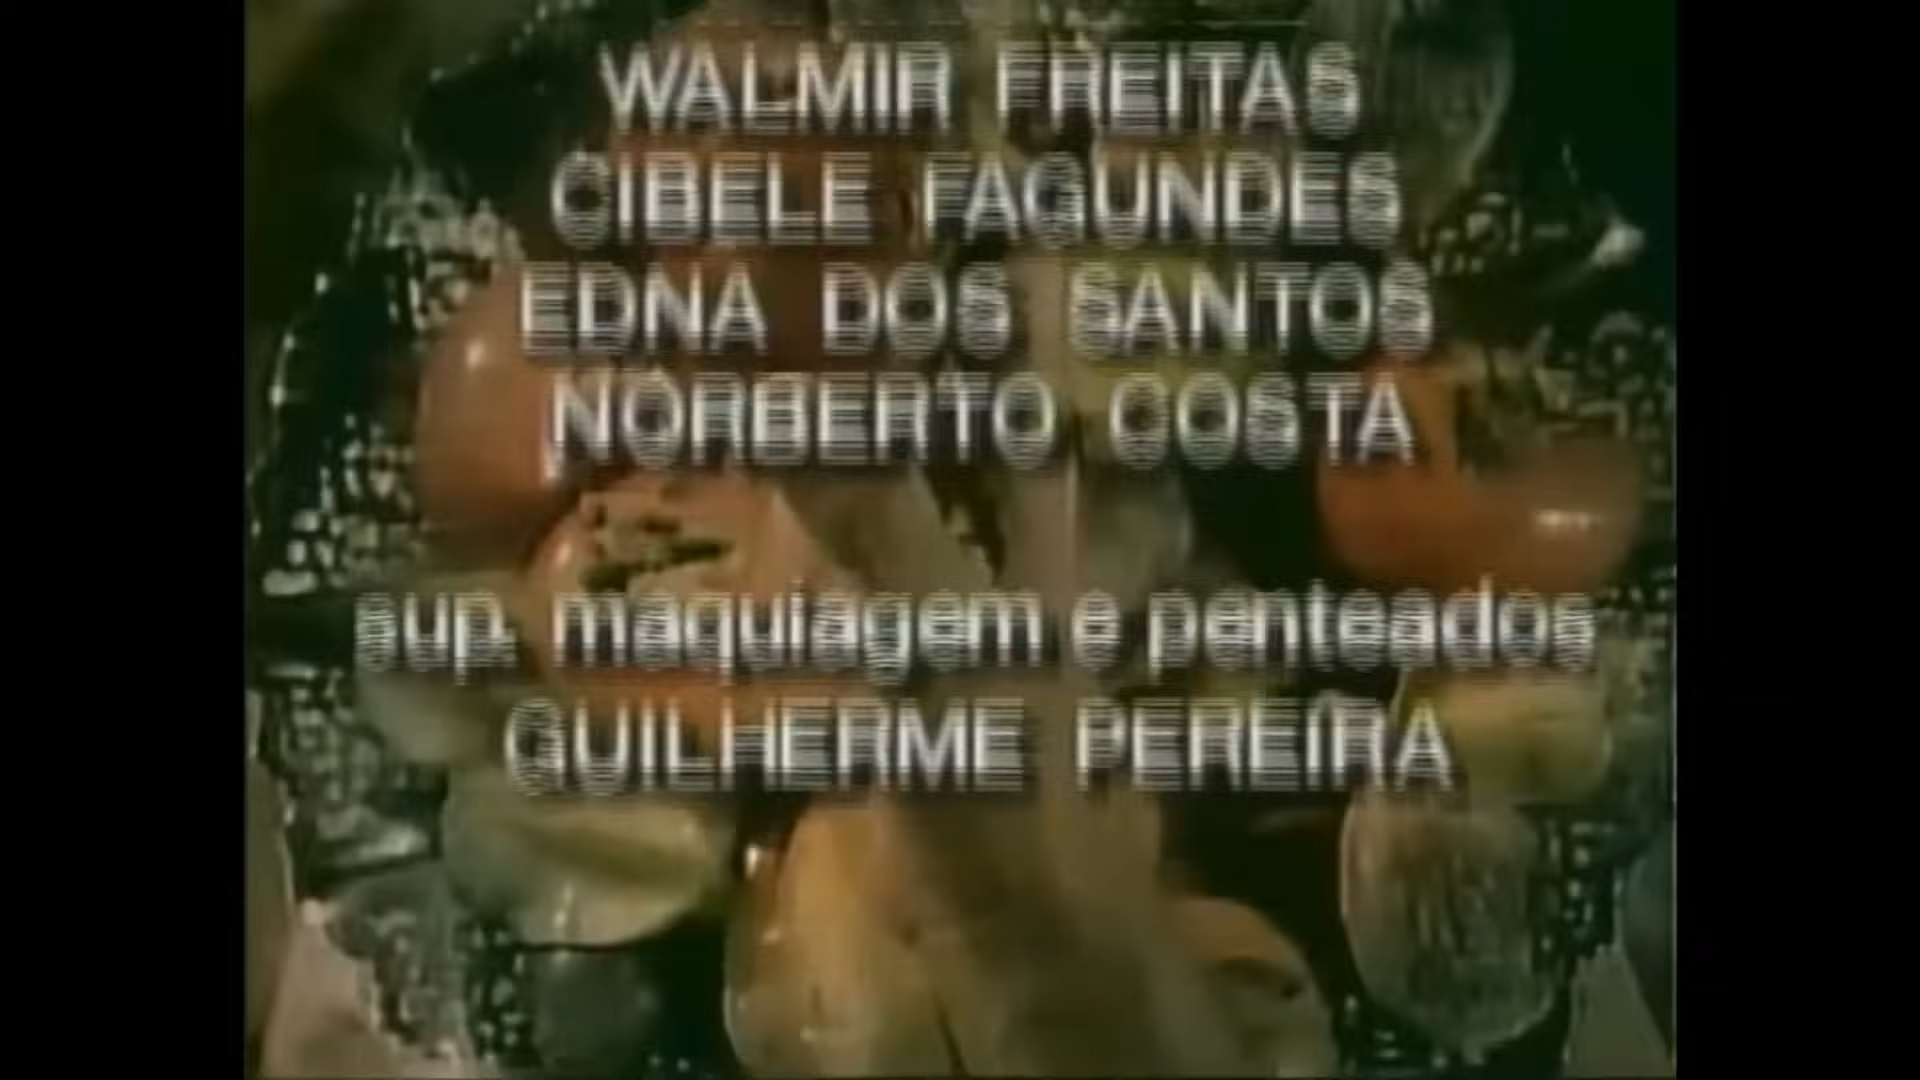 WALMIR FREITAS
CIBELE FAGUNDES
EDNA DOS SANTOS
NORBERTO COSTA
sup. maquiagem e penteados
GUILHERME PEREIRA